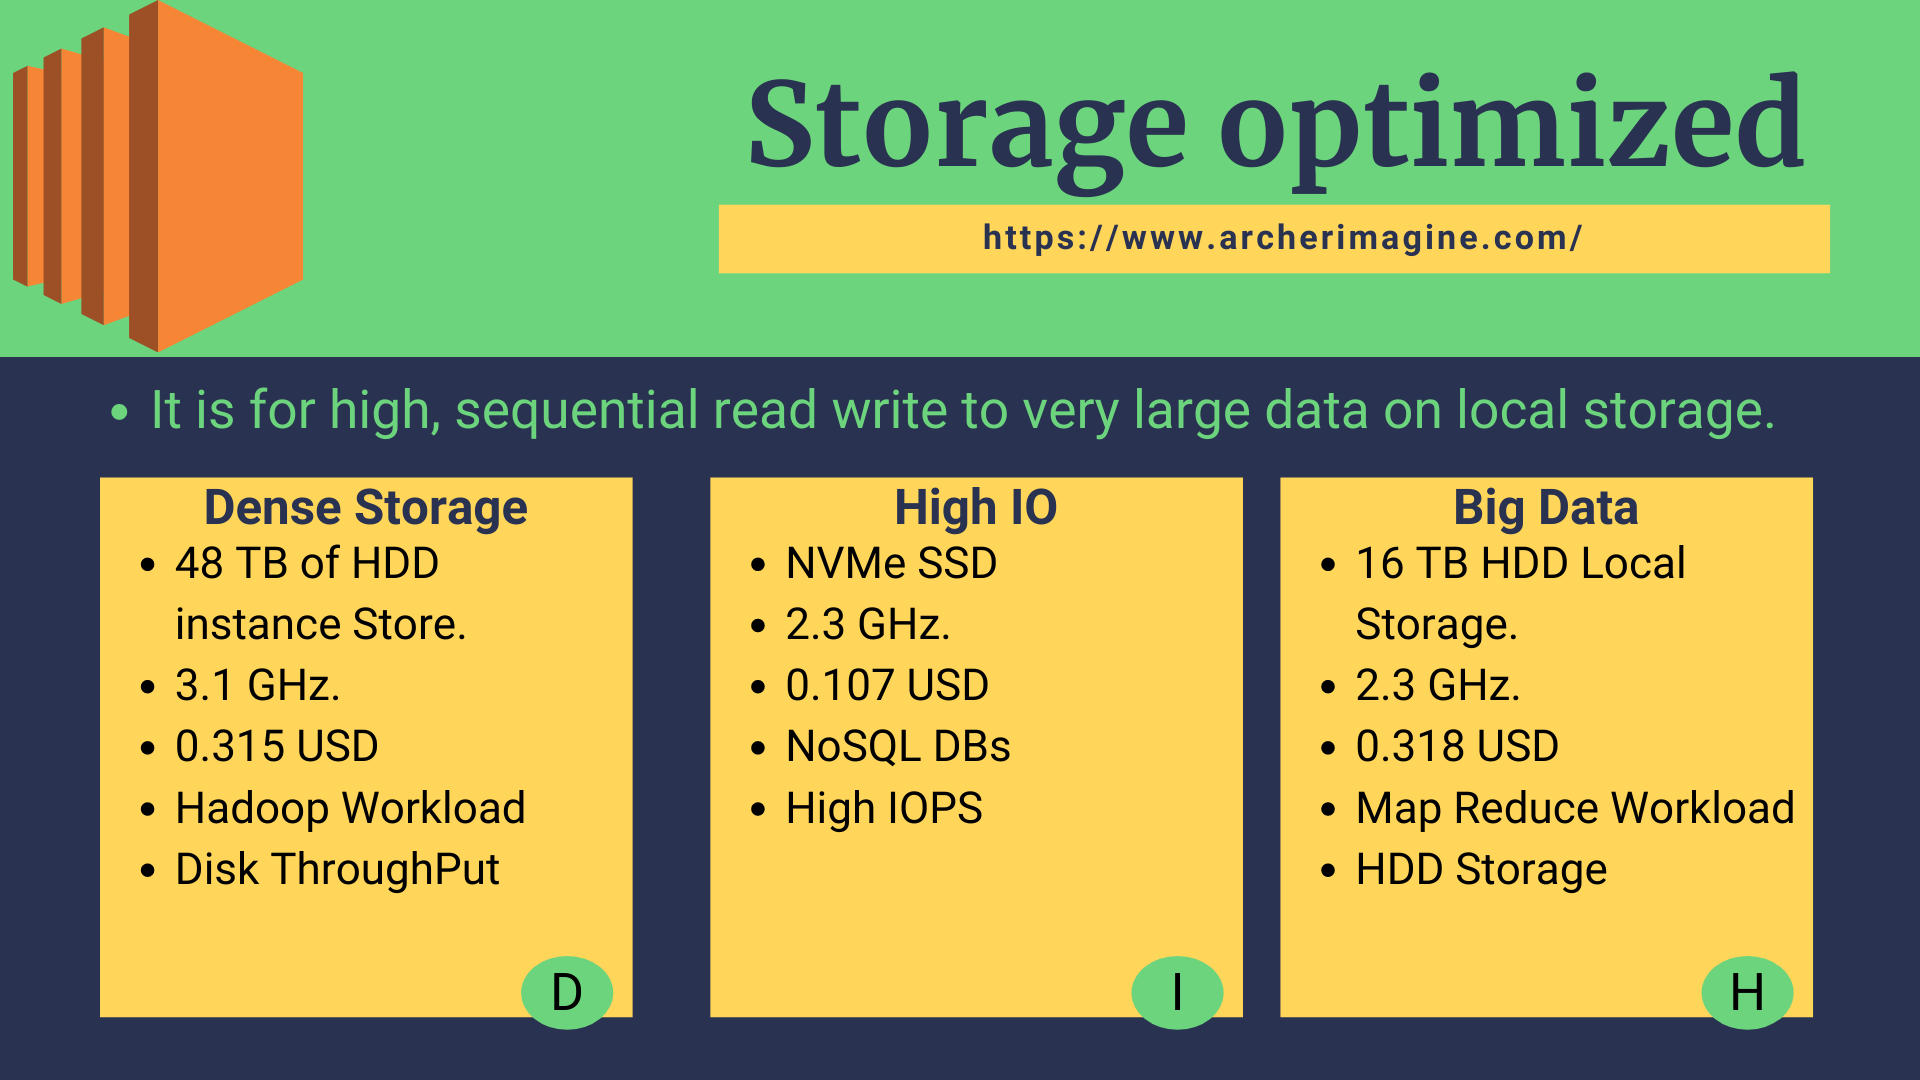 Storage optimized
https://www.archerimagine.com/
• It is for high, sequential read write to very large data on local storage.
Dense Storage
• 48 TB of HDD
instance Store.
• 3.1 GHz.
• 0.315 USD
• Hadoop Workload
• Disk ThroughPut
D
High IO
• NVMe SSD
• 2.3 GHz.
• 0.107 USD
• NoSQL DBs
• High IOPS
I
Big Data
• 16 TB HDD Local
Storage.
• 2.3 GHz.
• 0.318 USD
• Map Reduce Workload
• HDD Storage
H